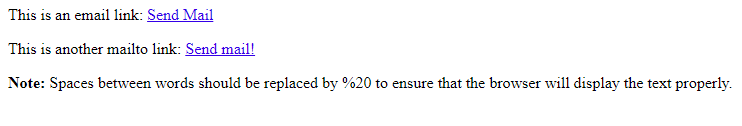 This is an email link: Send Mail
This is another mailto link: Send mail!
Note: Spaces between words should be replaced by %20 to ensure that the browser will display the text properly.